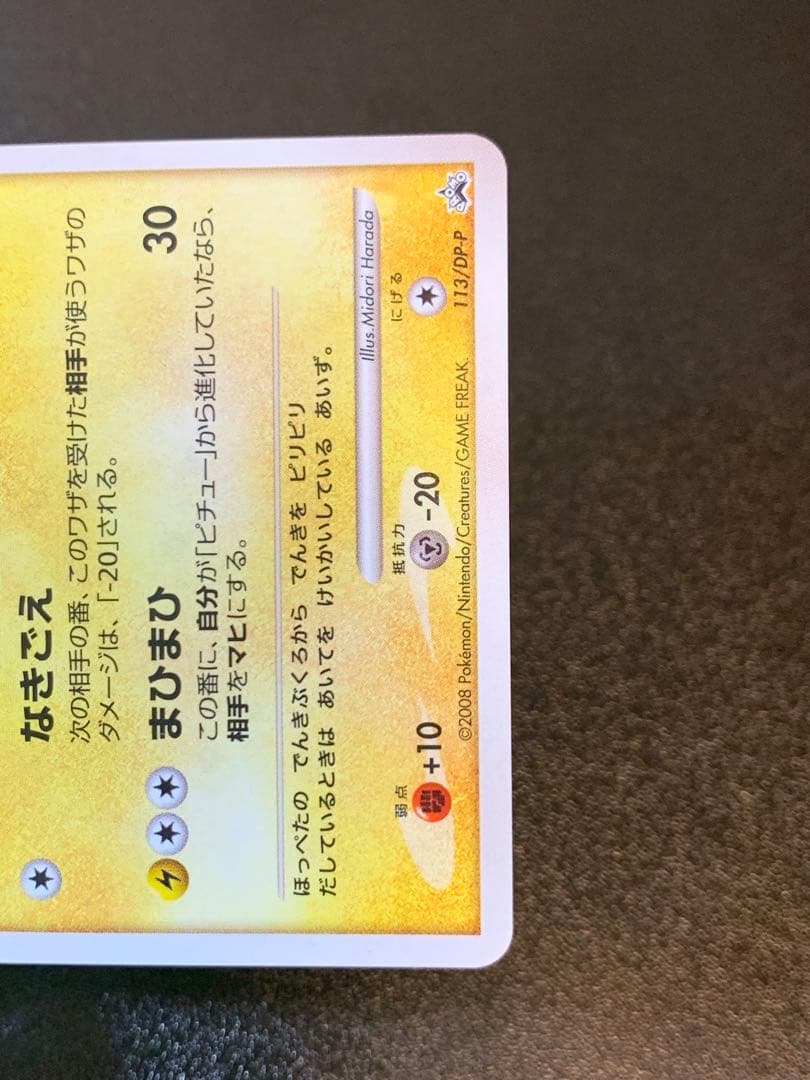 なきごえ
次の相手の番、このワザを受けた相手が使うワザの
ダメージは、「-20」される。
まひまひ 30
この番に、自分が「ピチュー」から進化していたなら、
相手をマヒにする。
ほっぺたの でんきぶくろから でんきを ピリピリ
だしているときは あいてを けいかいしている あいず。
Illus.Midori Harada
弱点 抵抗力 にげる
+10 -20
©2008 Pokémon/Nintendo/Creatures/GAME FREAK. 113/DP-P
PROMO